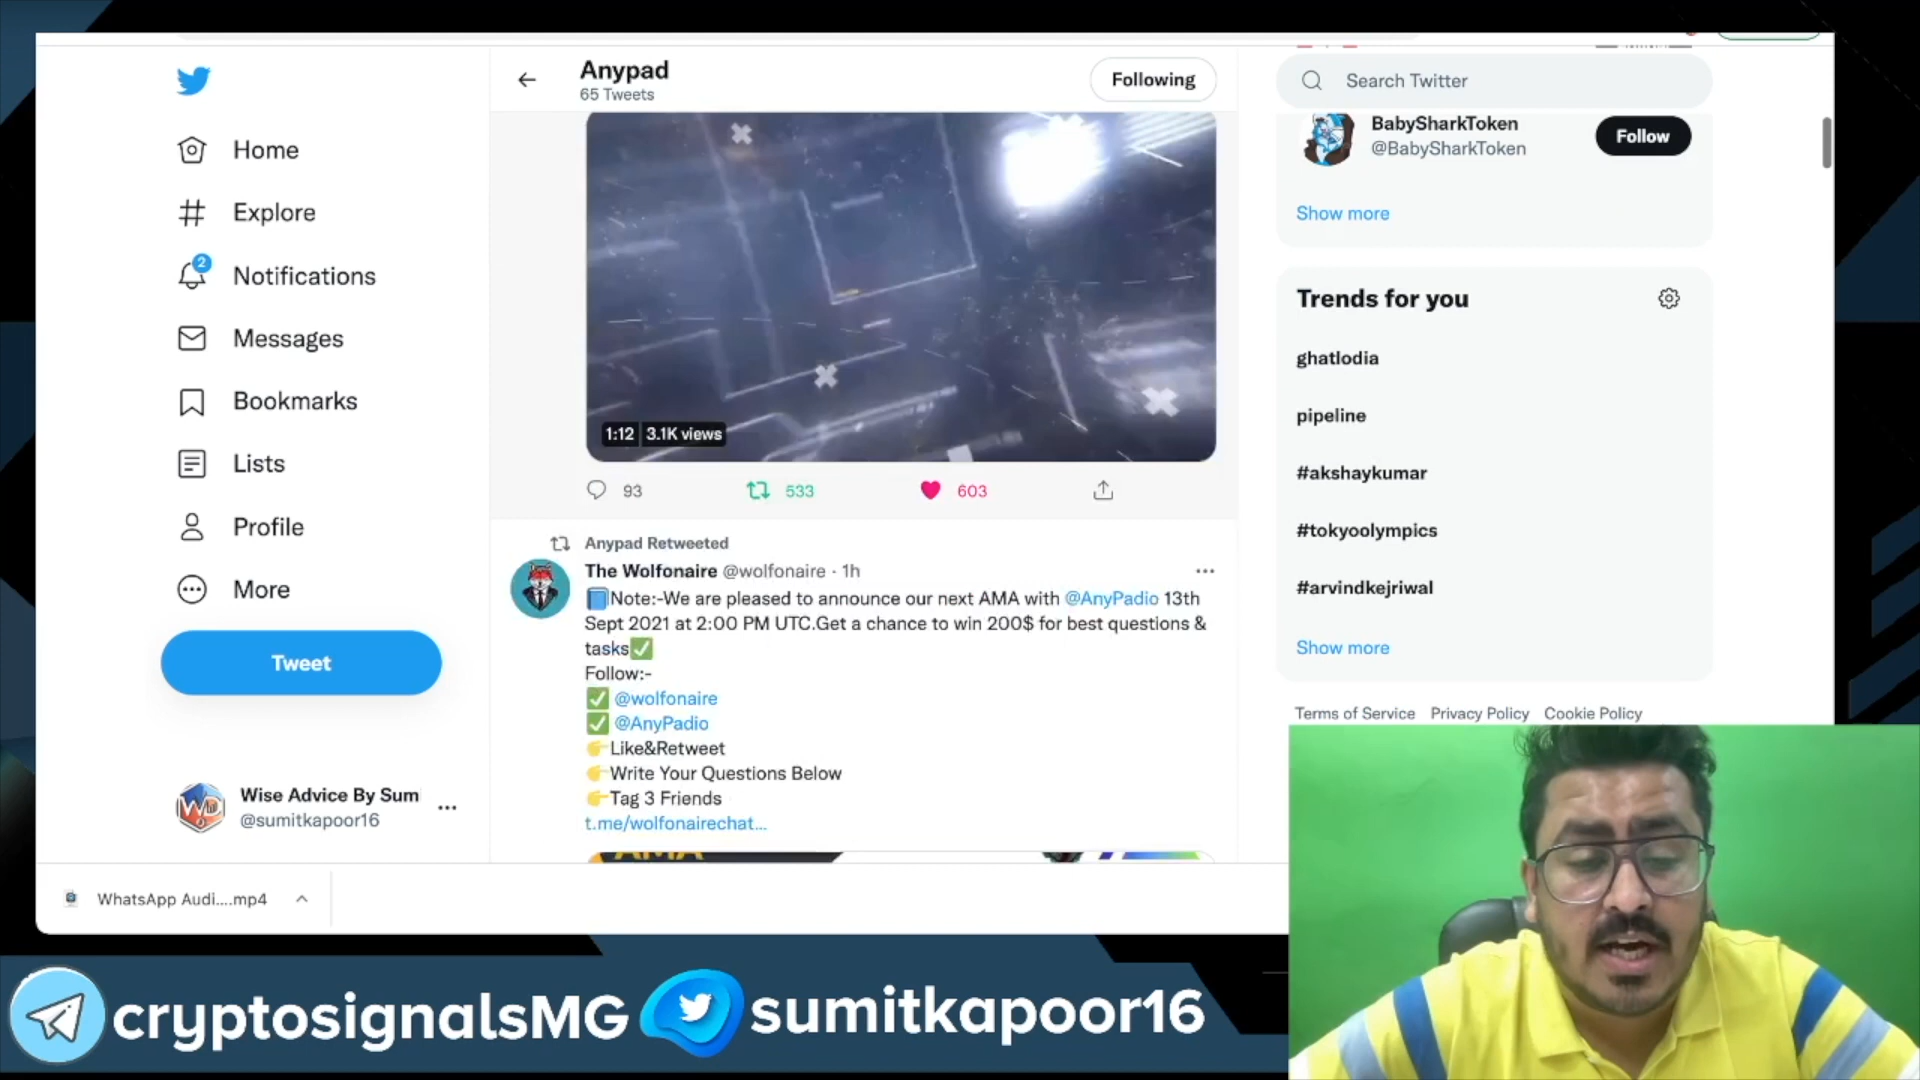 Anypad
65 Tweets
Following
Search Twitter
Home
Explore
2
Notifications
Messages
Bookmarks
Lists
Profile
More
Tweet
Wise Advice By Sum
@sumitkapoor16
1:12 3.1K views
93
533
603
Anypad Retweeted
The Wolfonaire @wolfonaire · 1h
Note:-We are pleased to announce our next AMA with @AnyPadio 13th
Sept 2021 at 2:00 PM UTC.Get a chance to win 200$ for best questions &
tasks
Follow:-
@wolfonaire
@AnyPadio
Like&Retweet
Write Your Questions Below
Tag 3 Friends
t.me/wolfonairechat...
AMA
BabySharkToken
@BabySharkToken
Follow
Show more
Trends for you
ghatlodia
pipeline
#akshaykumar
#tokyoolympics
#arvindkejriwal
Show more
Terms of Service Privacy Policy Cookie Policy
WhatsApp Audi....mp4
cryptosignalsMG
sumitkapoor16